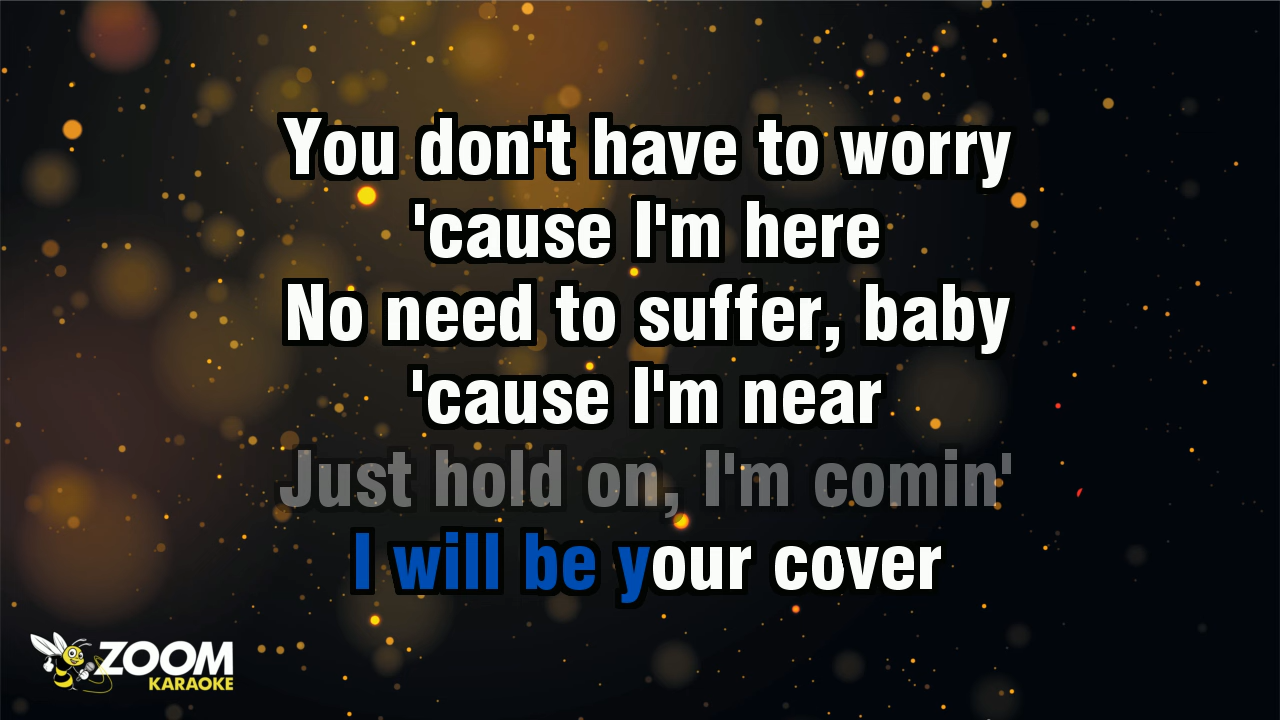 You don't have to worry
'cause I'm here
No need to suffer, baby
'cause I'm near
Just hold on, I'm comin'
I will be your cover
ZOOM
KARAOKE